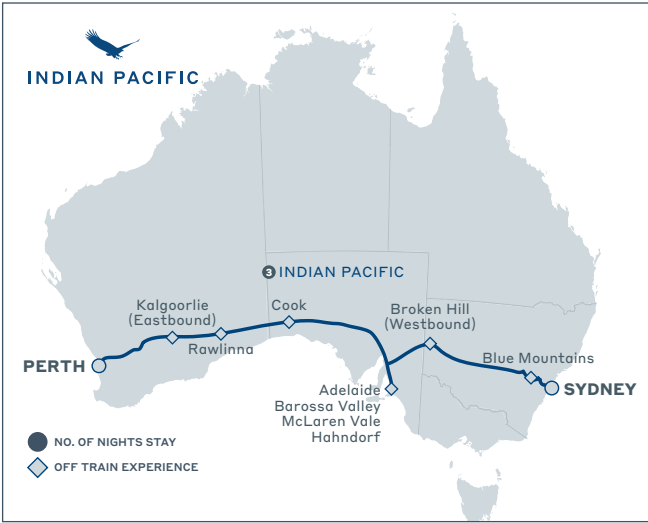 INDIAN PACIFIC
3 INDIAN PACIFIC
Kalgoorlie
(Eastbound)
Rawlinna
Cook
Broken Hill
(Westbound)
Blue Mountains
PERTH
SYDNEY
Adelaide
Barossa Valley
McLaren Vale
Hahndorf
NO. OF NIGHTS STAY
OFF TRAIN EXPERIENCE